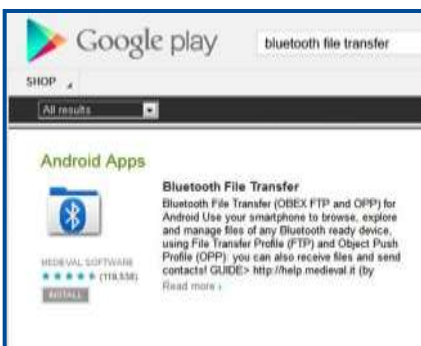 Google play
bluetooth file transfer
SHOP
All results
Android Apps
Bluetooth File Transfer
Bluetooth File Transfer (OBEX FTP and OPP) for
Android Use your smartphone to browse, explore
and manage files of any Bluetooth ready device,
using File Transfer Profile (FTP) and Object Push
Profile (OPP). you can also receive files and send
contacts! GUIDE> http://help.medieval.it (by
Read more ›
MEDIEVAL SOFTWARE
INSTALL